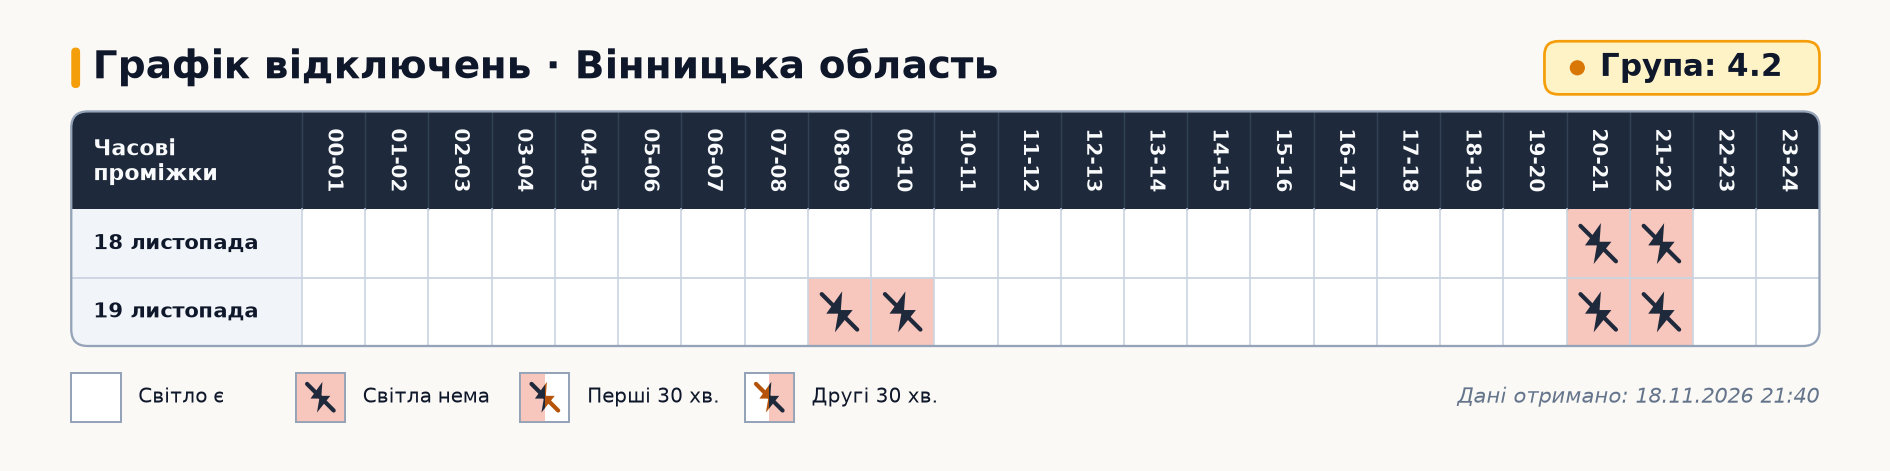 Графік відключень · Вінницька область
Група: 4.2
Часові
проміжки
00-01 01-02 02-03 03-04 04-05 05-06 06-07 07-08 08-09 09-10 10-11 11-12 12-13 13-14 14-15 15-16 16-17 17-18 18-19 19-20 20-21 21-22 22-23 23-24
18 листопада
19 листопада
Світло є Світла нема Перші 30 хв. Другі 30 хв. Дані отримано: 18.11.2026 21:40